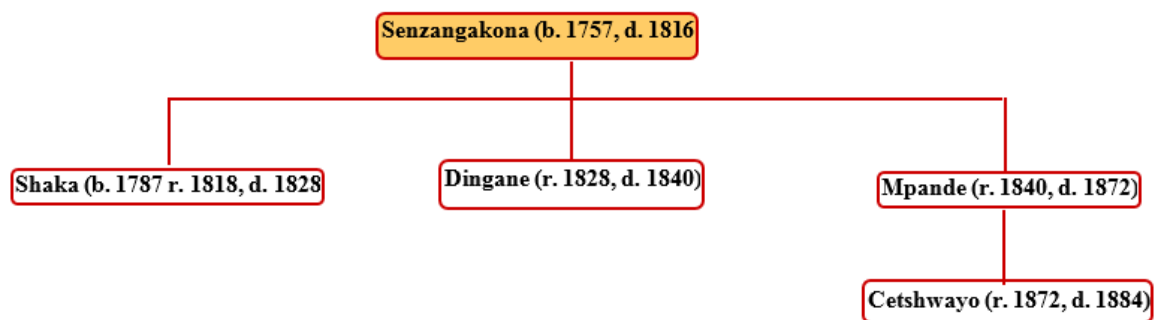 Senzangakona (b. 1757, d. 1816
Shaka (b. 1787 r. 1818, d. 1828
Dingane (r. 1828, d. 1840)
Mpande (r. 1840, d. 1872)
Cetshwayo (r. 1872, d. 1884)